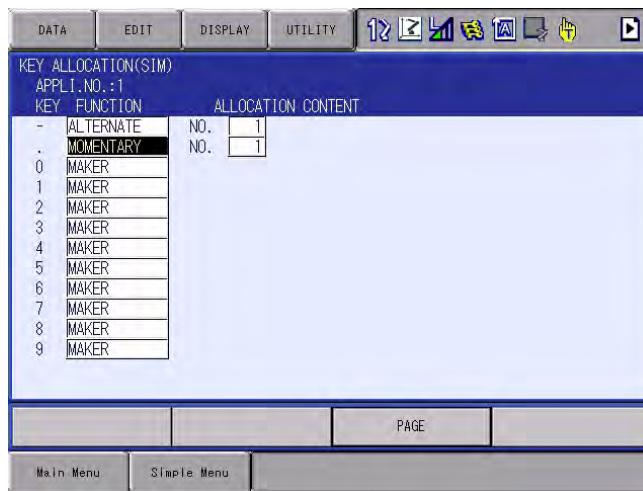 DATA EDIT DISPLAY UTILITY
KEY ALLOCATION(SIM)
APPLI.NO.:1
KEY FUNCTION ALLOCATION CONTENT
- ALTERNATE NO. 1
. MOMENTARY NO. 1
0 MAKER
1 MAKER
2 MAKER
3 MAKER
4 MAKER
5 MAKER
6 MAKER
7 MAKER
8 MAKER
9 MAKER
PAGE
Main Menu Simple Menu